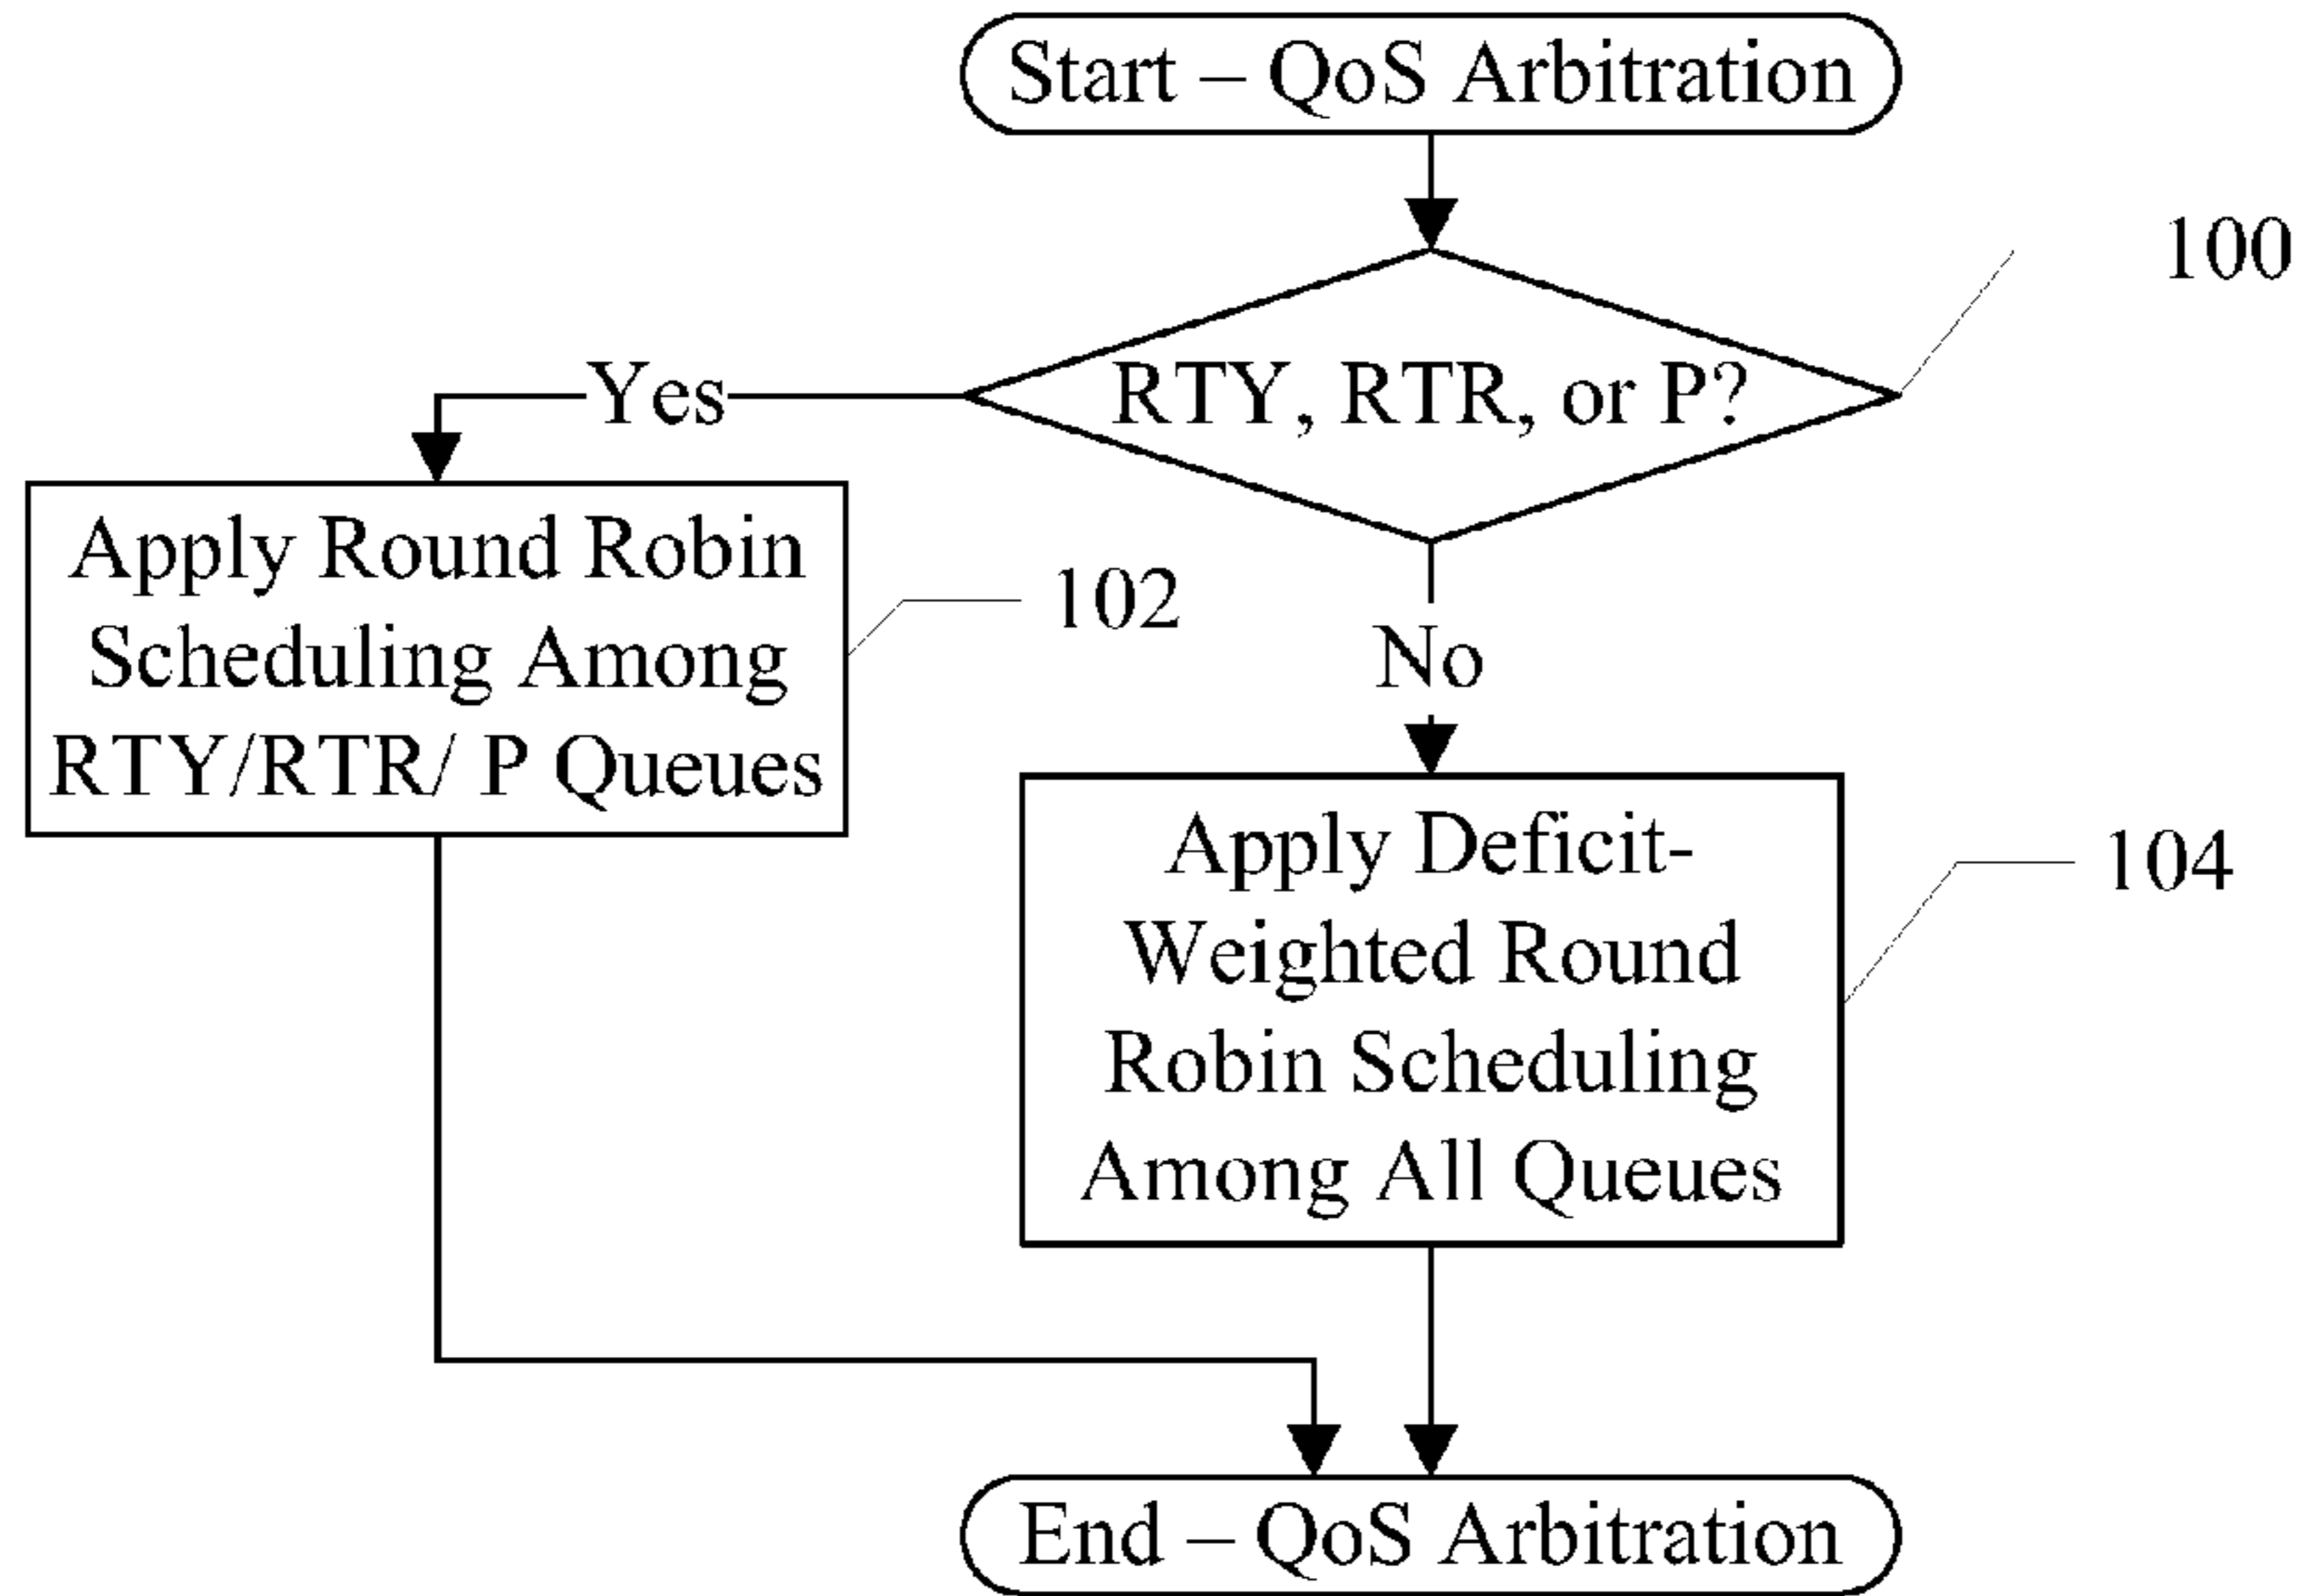 Start – QoS Arbitration
100
RTY, RTR, or P?
Yes
Apply Round Robin
Scheduling Among
RTY/RTR/ P Queues
102
No
Apply Deficit-
Weighted Round
Robin Scheduling
Among All Queues
104
End – QoS Arbitration